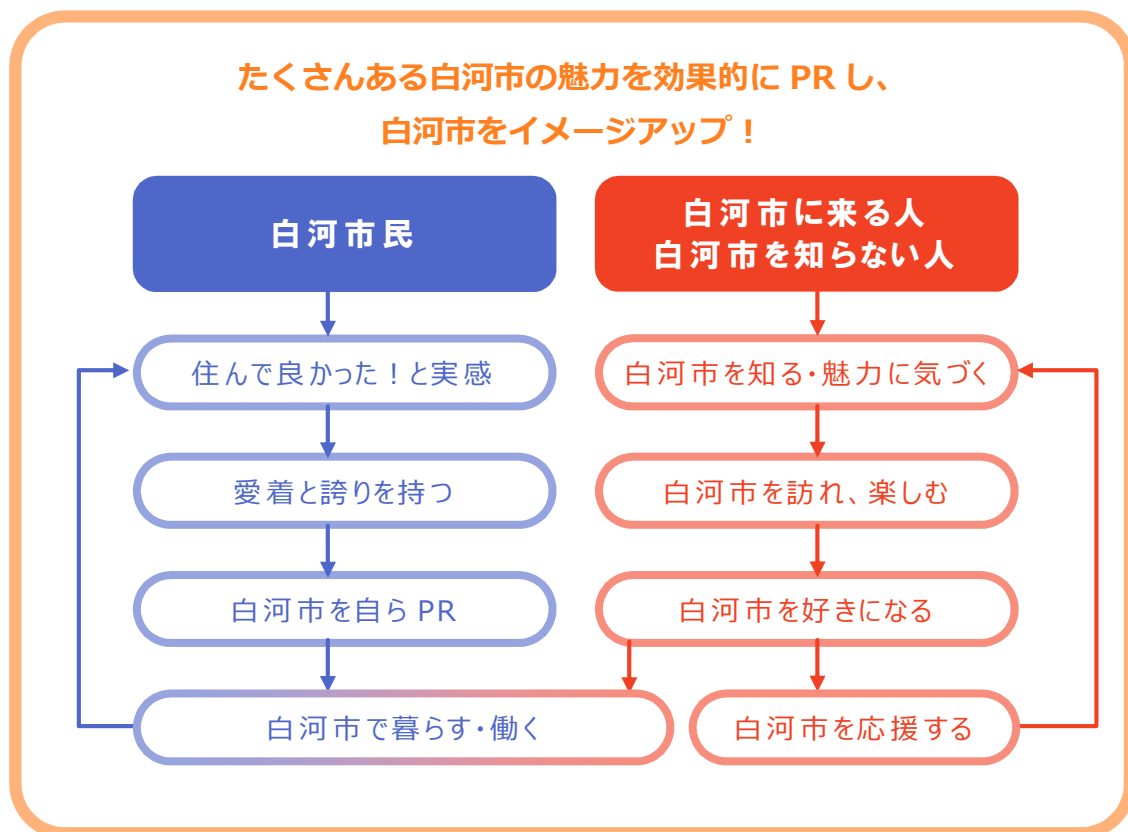 たくさんある白河市の魅力を効果的に PR し、
白河市をイメージアップ！
白河市民
白河市に来る人
白河市を知らない人
住んで良かった！と実感
愛着と誇りを持つ
白河市を自ら PR
白河市を知る・魅力に気づく
白河市を訪れ、楽しむ
白河市を好きになる
白河市で暮らす・働く
白河市を応援する